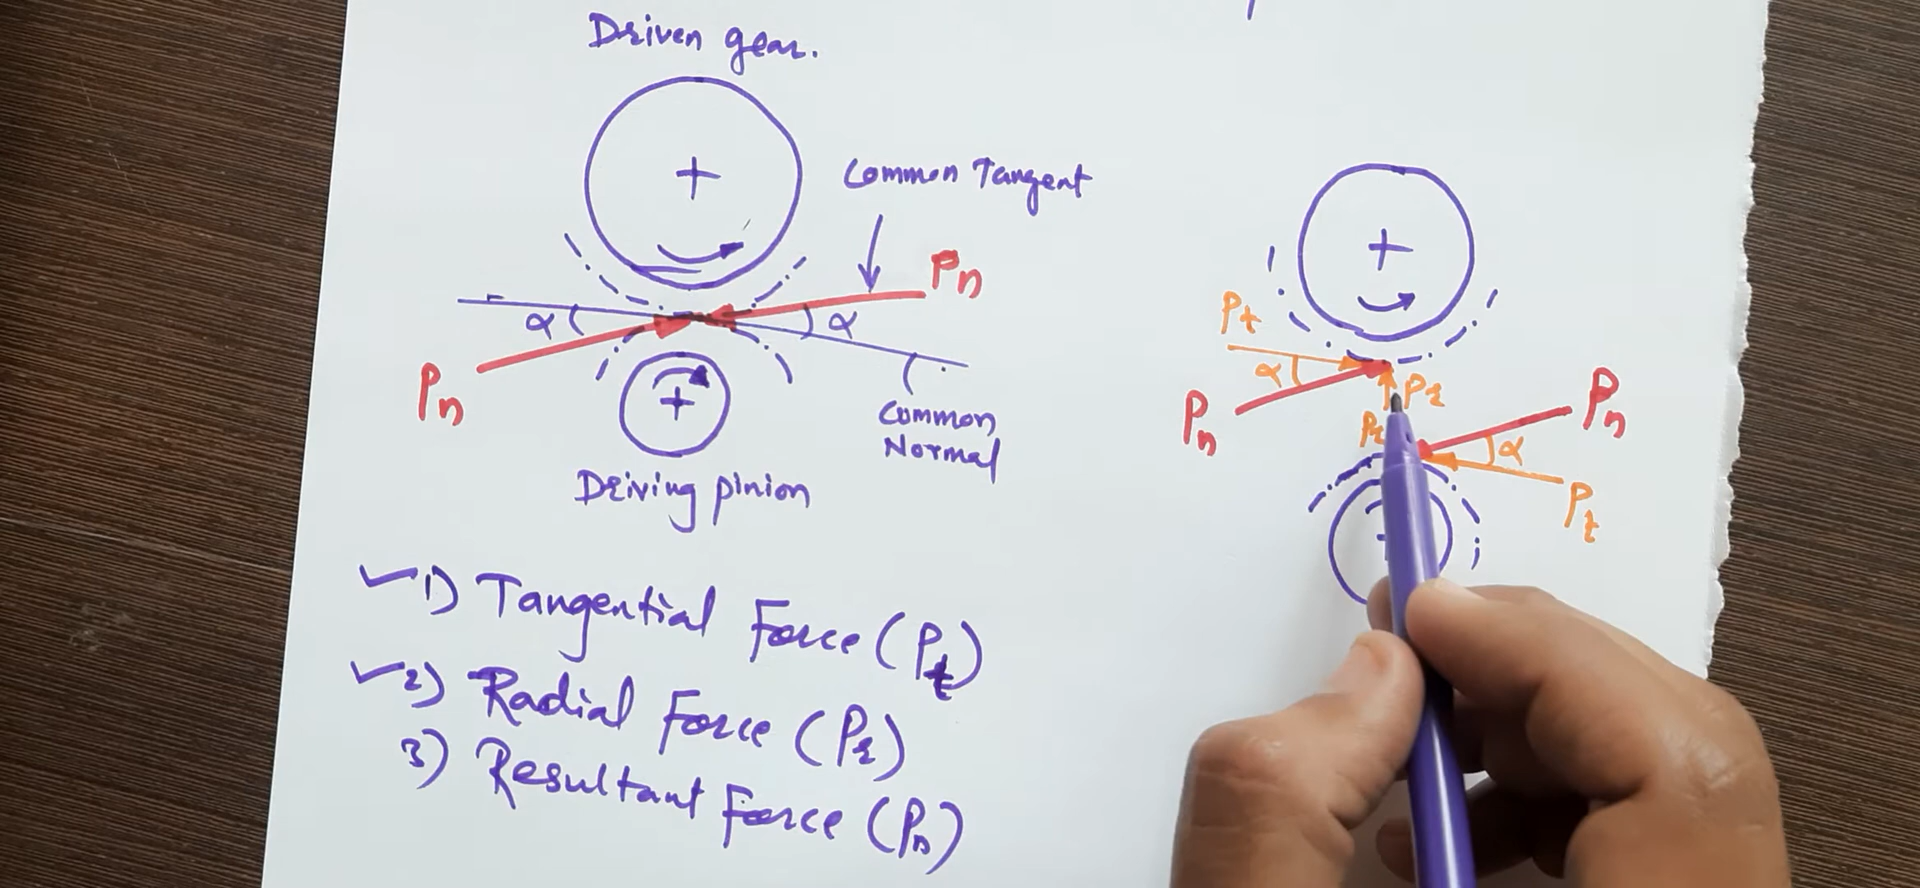 Driven gear.
Common Tangent
Pn
α
α
Pn
Common
Normal
Driving pinion
Pt
α
Pn
Pr
Pr
Pn
α
Pt
1) Tangential Force (Pt)
2) Radial Force (Pr)
3) Resultant Force (Pn)